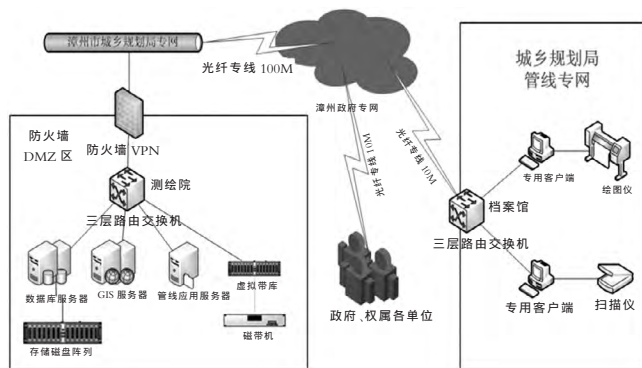 漳州市城乡规划局专网
光纤专线 100M
漳州政府专网
光纤专线 10M
光纤专线 10M
防火墙
DMZ 区
防火墙 VPN
测绘院
三层路由交换机
数据库服务器
GIS 服务器
管线应用服务器
虚拟带库
磁带机
存储磁盘阵列
政府、权属各单位
城乡规划局
管线专网
专用客户端
绘图仪
档案馆
三层路由交换机
专用客户端
扫描仪